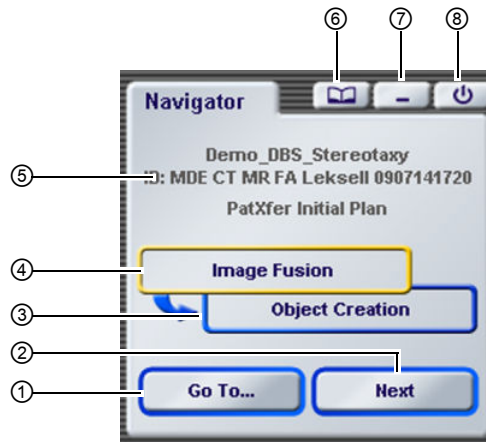 ⑥ ⑦ ⑧
Navigator
Demo_DBS_Stereotaxy
⑤ ID: MDE CT MR FA Leksell 0907141720
PatXfer Initial Plan
④ Image Fusion
③ Object Creation
②
① Go To... Next